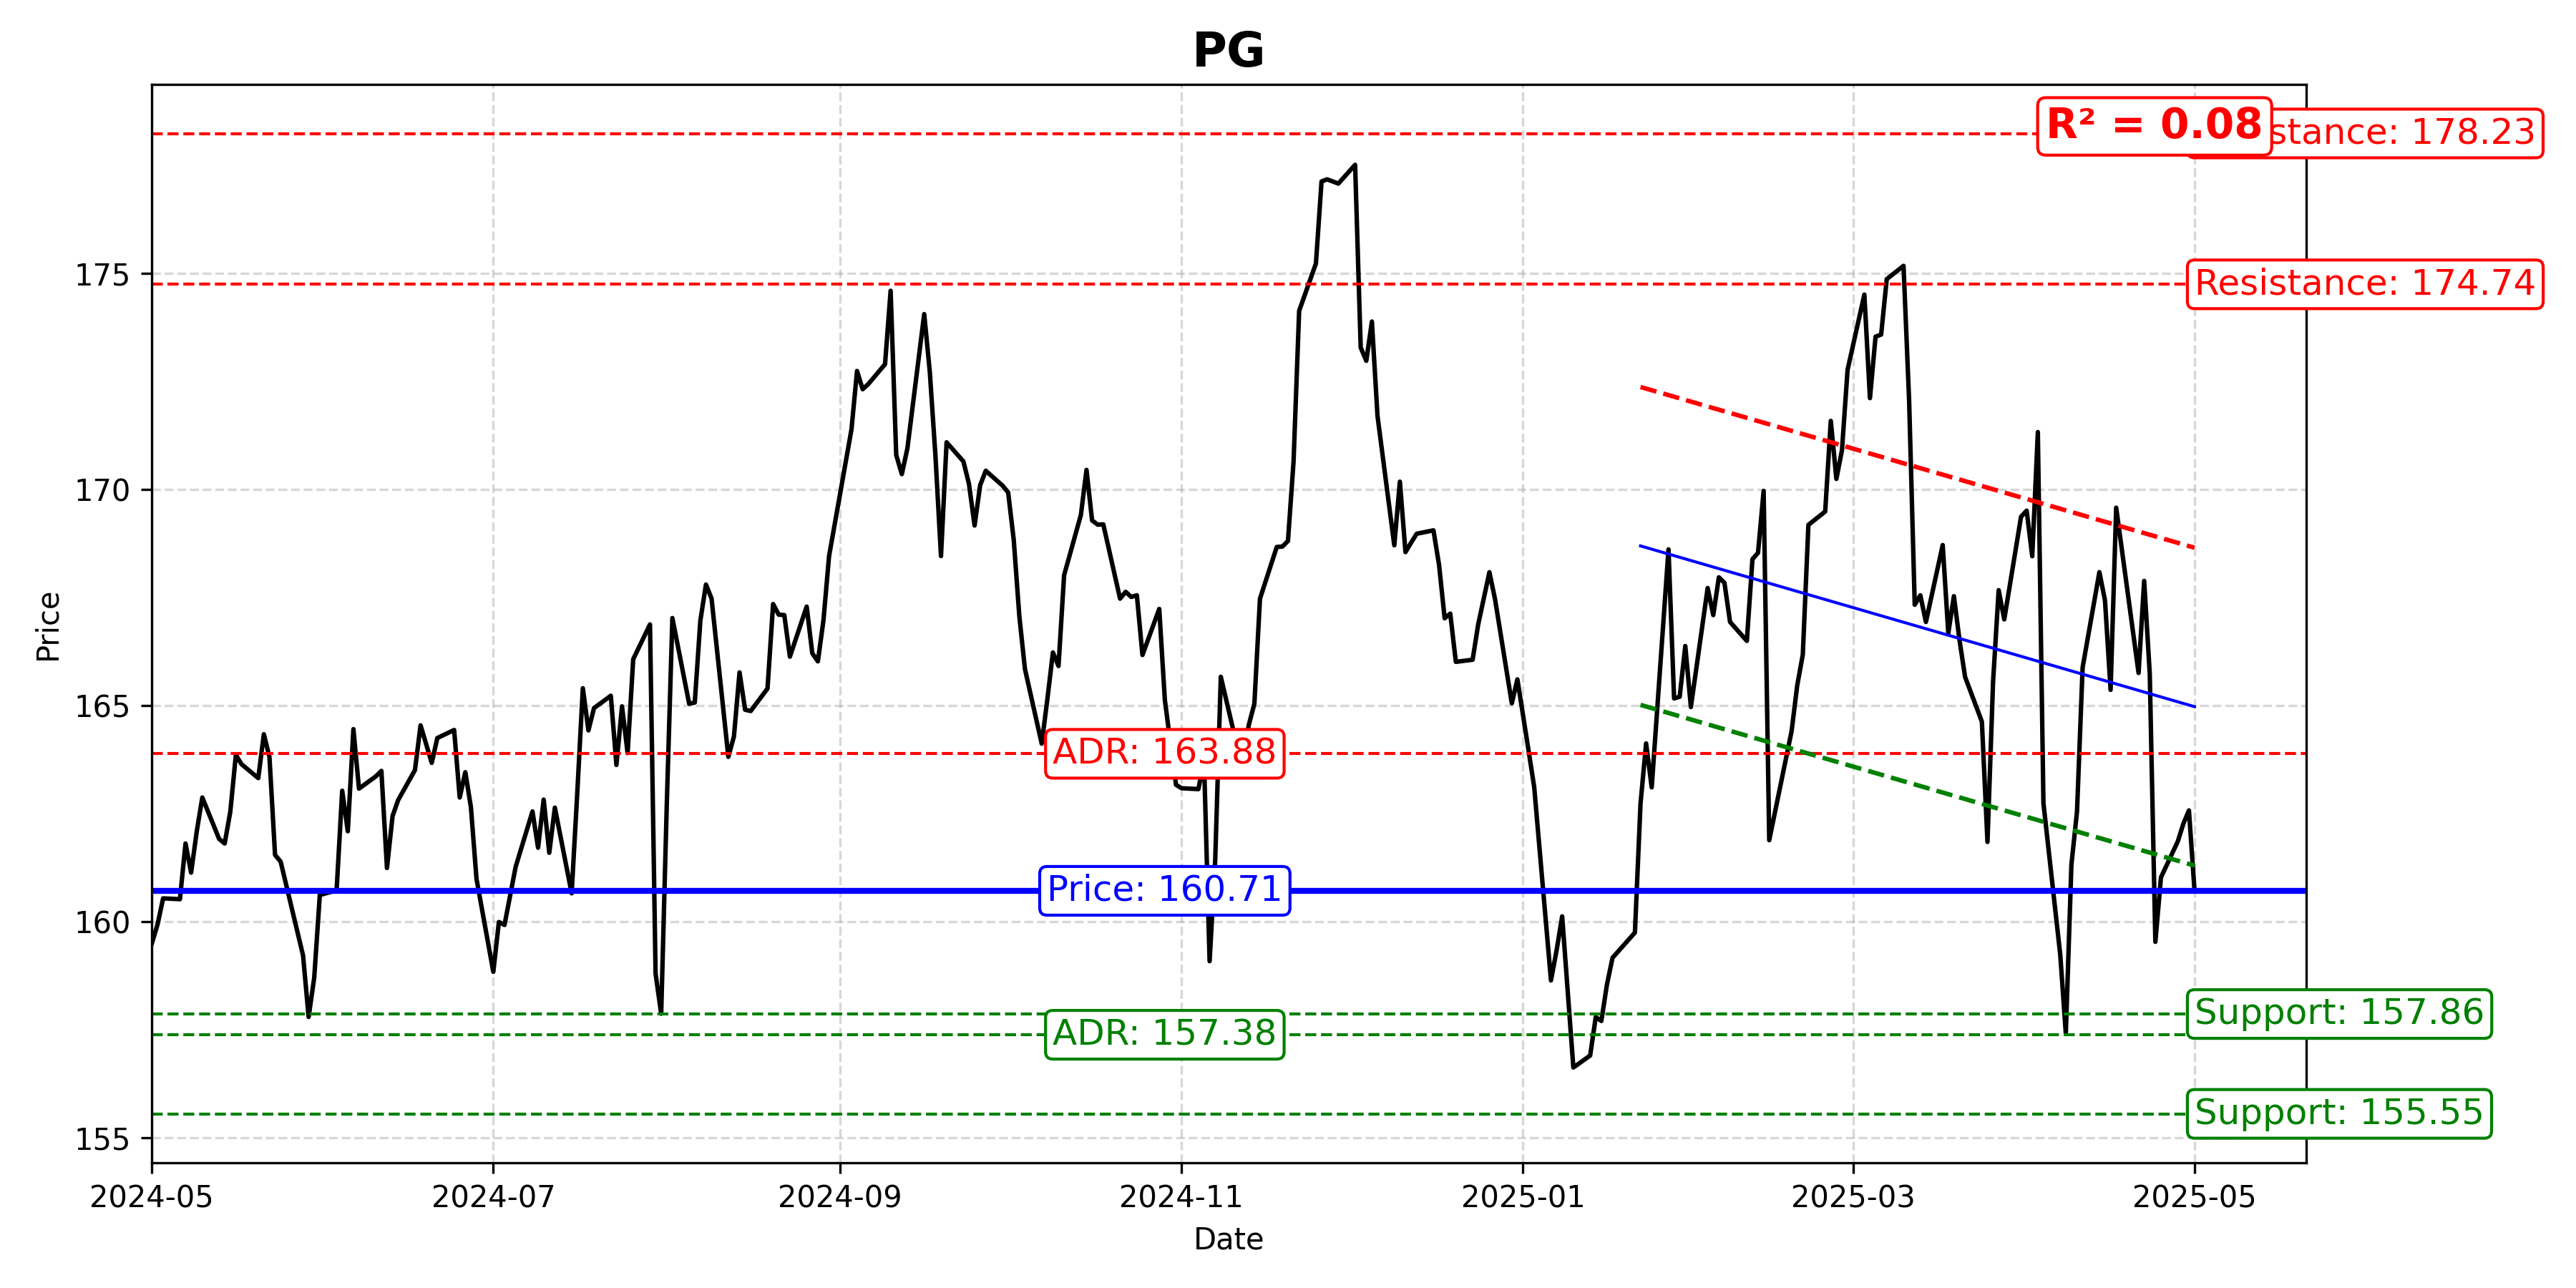 PG
R² = 0.08
stance: 178.23
175
Resistance: 174.74
170
Price
165
ADR: 163.88
Price: 160.71
160
Support: 157.86
ADR: 157.38
Support: 155.55
155
2024-05
2024-07
2024-09
2024-11
2025-01
2025-03
2025-05
Date